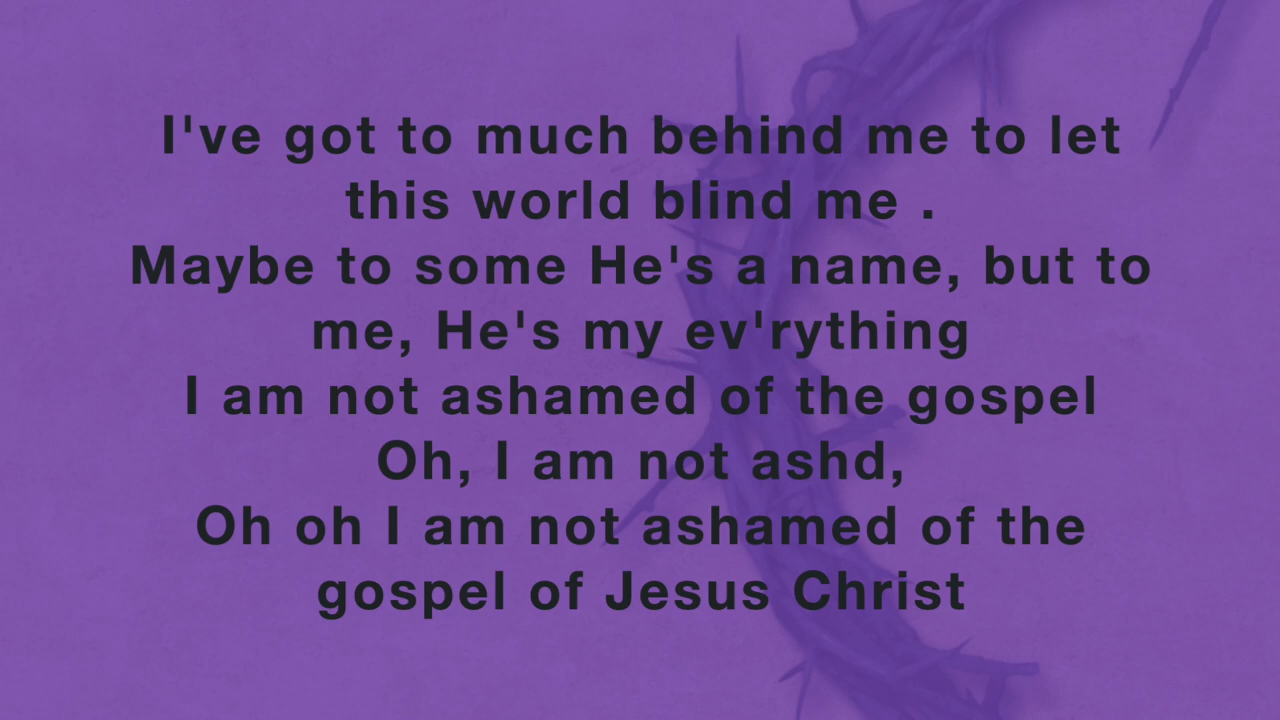 I've got to much behind me to let
this world blind me .
Maybe to some He's a name, but to
me, He's my ev'rything
I am not ashamed of the gospel
Oh, I am not ashd,
Oh oh I am not ashamed of the
gospel of Jesus Christ